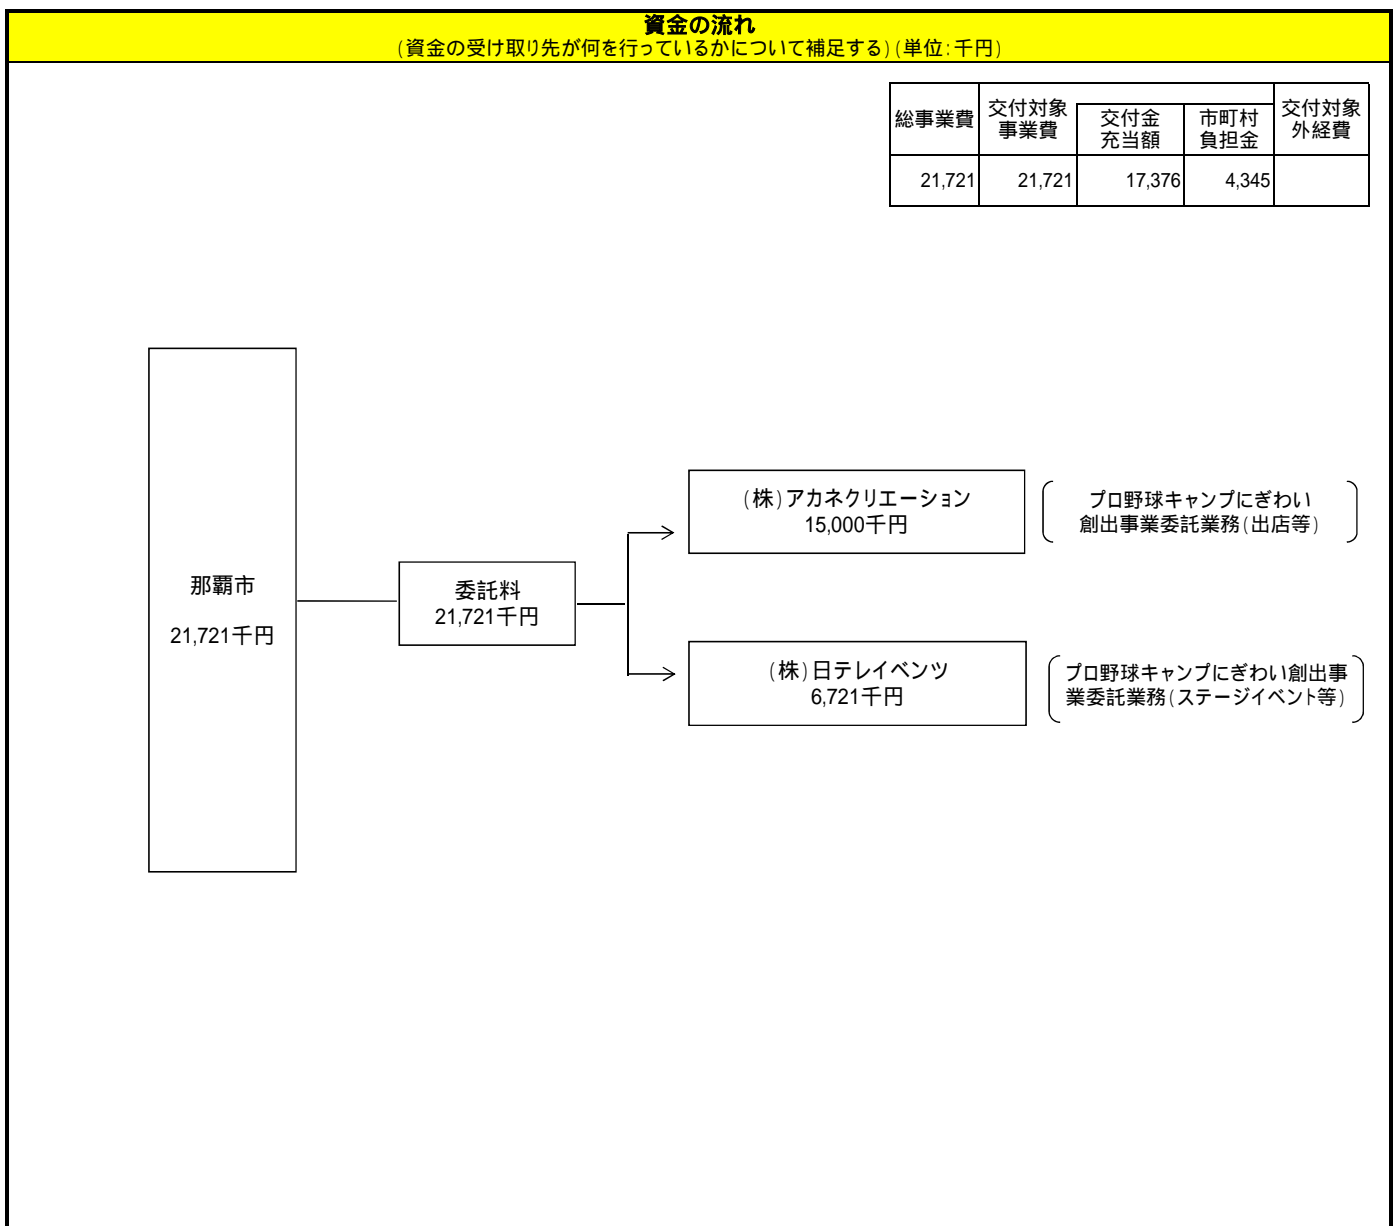 資金の流れ
(資金の受け取り先が何を行っているかについて補足する)(単位:千円)
総事業費
交付対象
事業費
交付金
充当額
市町村
負担金
交付対象
外経費
21,721
21,721
17,376
4,345
那覇市
21,721千円
委託料
21,721千円
(株)アカネクリエーション
15,000千円
プロ野球キャンプにぎわい
創出事業委託業務(出店等)
(株)日テレイベンツ
6,721千円
プロ野球キャンプにぎわい創出事
業委託業務(ステージイベント等)